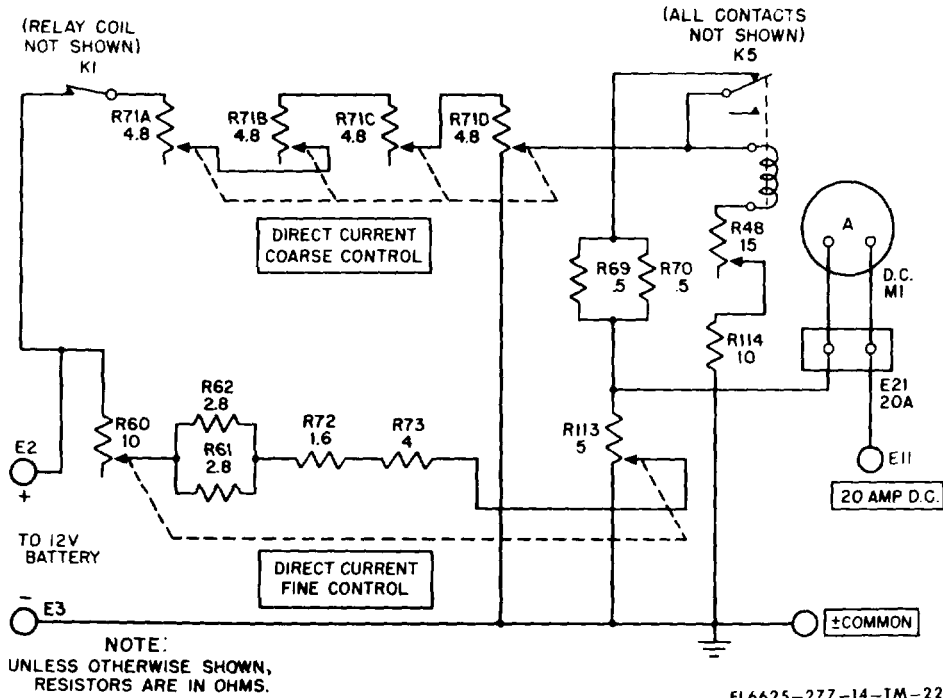 (RELAY COIL
NOT SHOWN)
K1
(ALL CONTACTS
NOT SHOWN)
K5
R71A
4.8
R71B
4.8
R71C
4.8
R71D
4.8
DIRECT CURRENT
COARSE CONTROL
R69
.5
R70
.5
R48
15
A
D.C.
M1
R114
10
E21
20A
R62
2.8
R60
10
R61
2.8
R72
1.6
R73
4
R113
5
E2
+
E11
20 AMP D.C.
TO 12V
BATTERY
DIRECT CURRENT
FINE CONTROL
-
E3
±COMMON
NOTE:
UNLESS OTHERWISE SHOWN,
RESISTORS ARE IN OHMS.
EL6625-277-14-TM-22